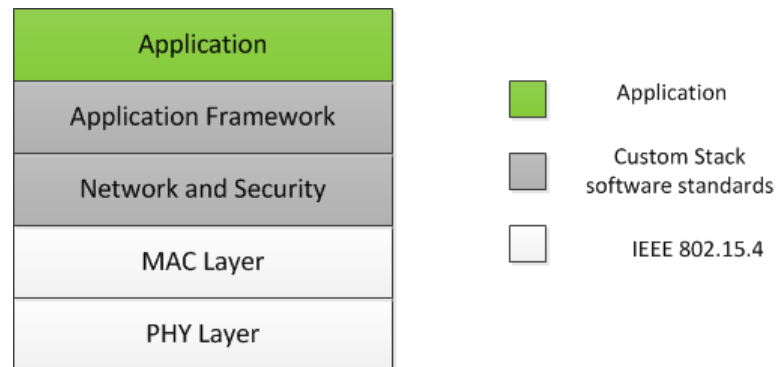 Application
Application Framework
Network and Security
MAC Layer
PHY Layer
Application
Custom Stack
software standards
IEEE 802.15.4